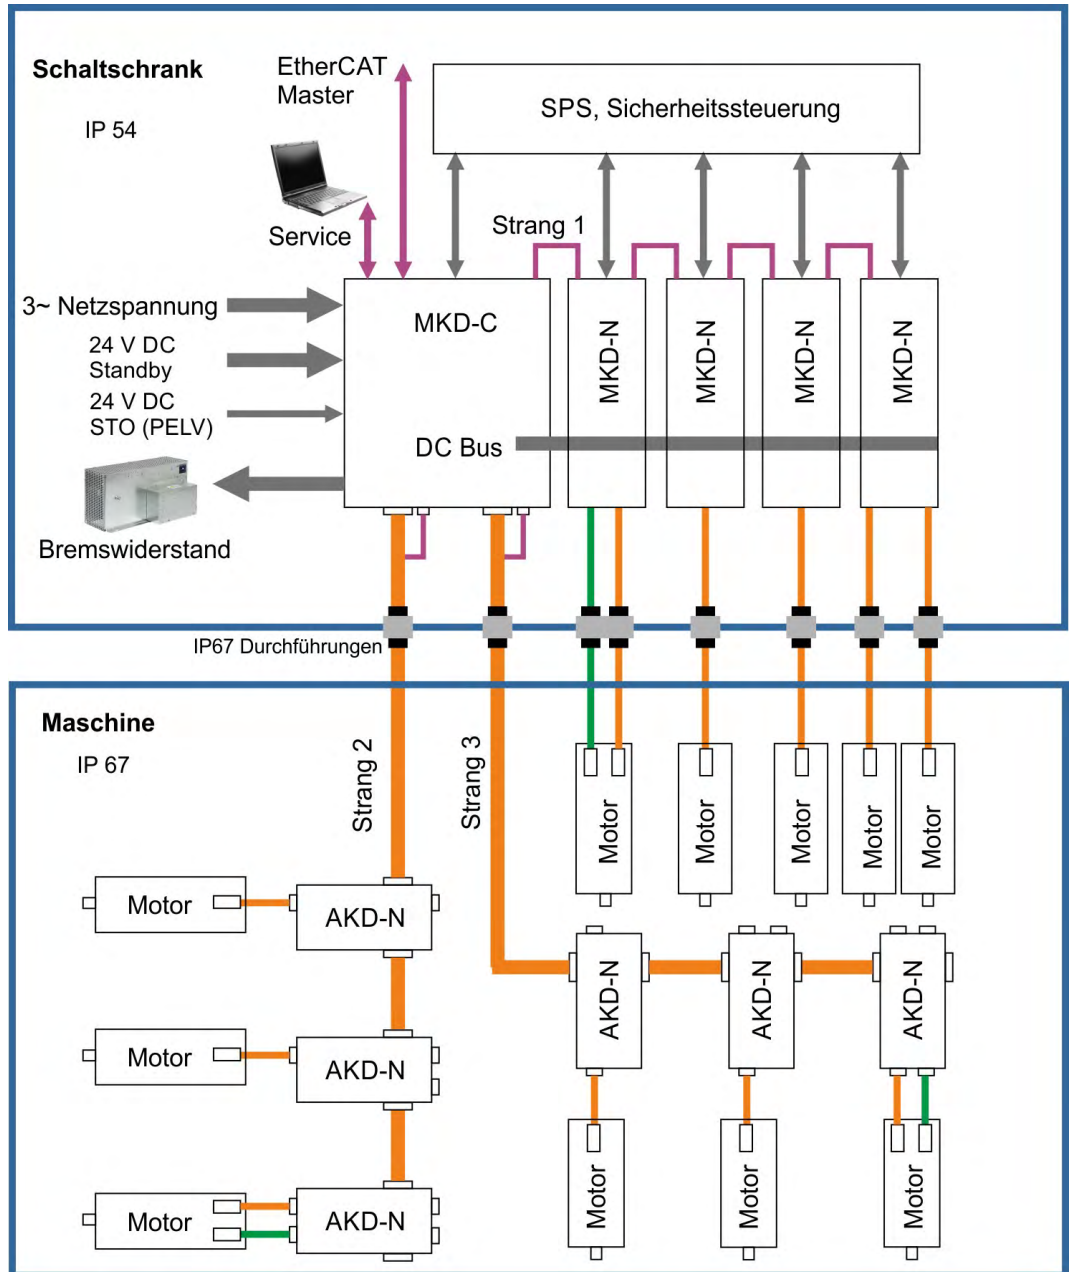 Schaltschrank
IP 54
EtherCAT
Master
SPS, Sicherheitssteuerung
Service
Strang 1
3~ Netzspannung
24 V DC
Standby
24 V DC
STO (PELV)
Bremswiderstand
MKD-C
DC Bus
MKD-N
MKD-N
MKD-N
MKD-N
IP67 Durchführungen
Maschine
IP 67
Strang 2
Strang 3
Motor
Motor
Motor
Motor
Motor
Motor
AKD-N
Motor
AKD-N
Motor
AKD-N
AKD-N
AKD-N
AKD-N
Motor
Motor
Motor